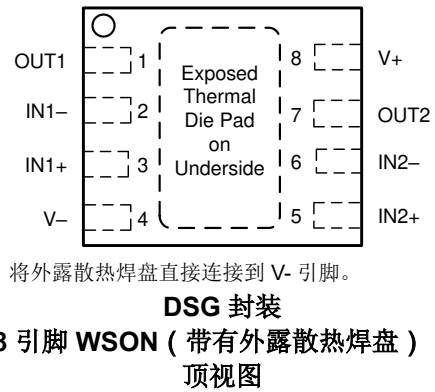 OUT1 1 8 V+
IN1– 2 7 OUT2
IN1+ 3 6 IN2–
V– 4 5 IN2+
Exposed
Thermal
Die Pad
on
Underside
将外露散热焊盘直接连接到 V- 引脚。
DSG 封装
8 引脚 WSON（带有外露散热焊盘）
顶视图